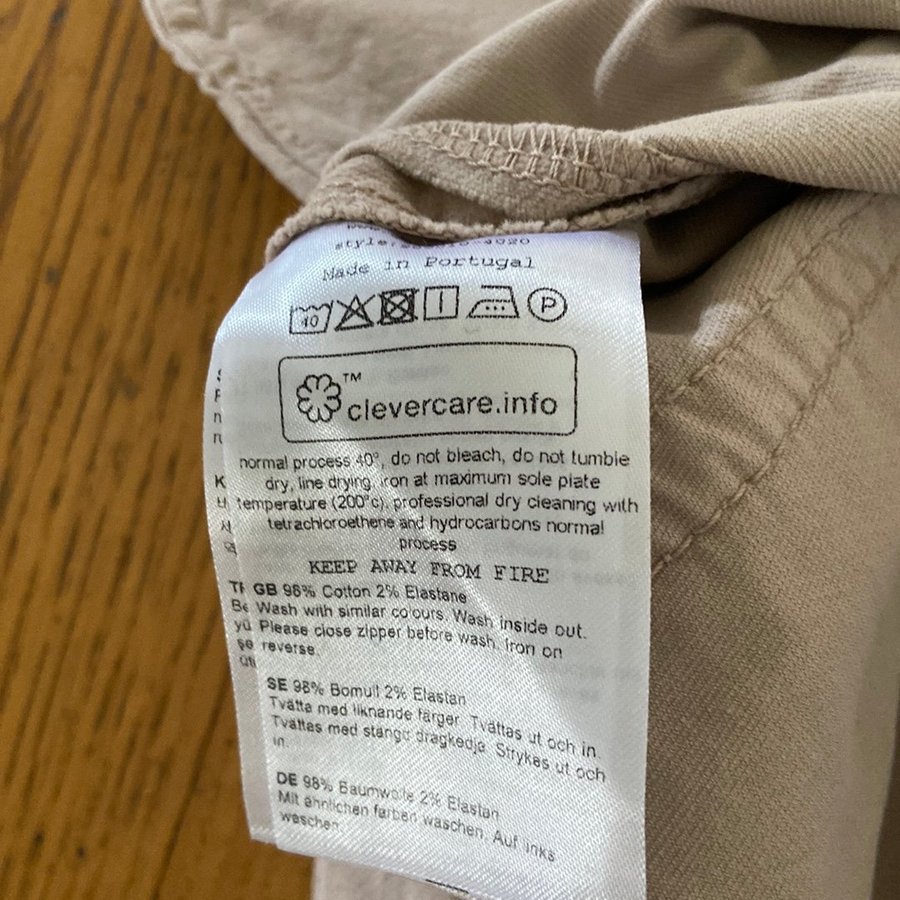 Made in Portugal
40 P
TM
clevercare.info
normal process 40°, do not bleach, do not tumble
dry, line drying, iron at maximum sole plate
temperature (200°c), professional dry cleaning with
tetrachloroethene and hydrocarbons normal
process
KEEP AWAY FROM FIRE
GB 98% Cotton 2% Elastane
Wash with similar colours. Wash inside out.
Please close zipper before wash. Iron on
reverse.
SE 98% Bomull 2% Elastan
Tvätta med liknande färger. Tvättas ut och in.
Tvättas med stängd dragkedja. Strykes ut och
in.
DE 98% Baumwolle 2% Elastan
Mit ähnlichen farben waschen. Auf links
waschen.